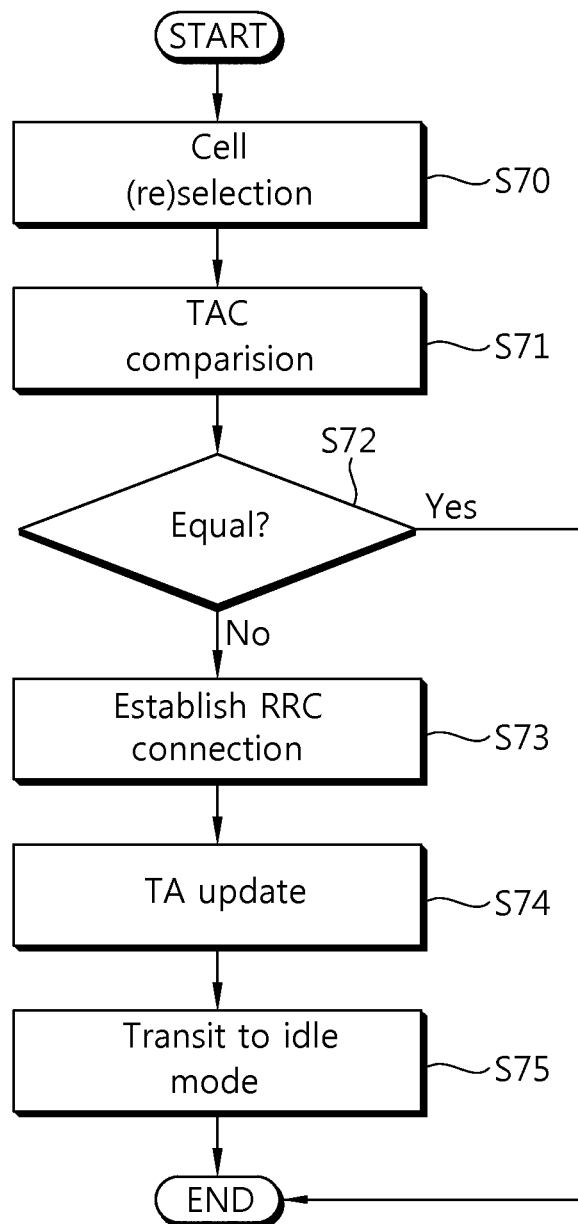 START
Cell
(re)selection
S70
TAC
comparision
S71
S72
Equal?
Yes
No
Establish RRC
connection
S73
TA update
S74
Transit to idle
mode
S75
END